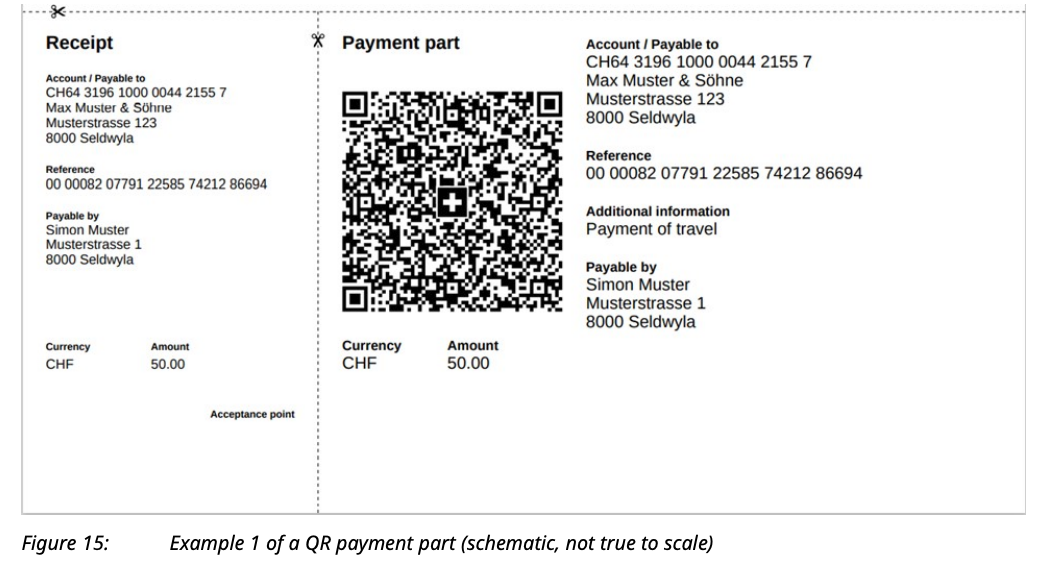 Receipt
Account / Payable to
CH64 3196 1000 0044 2155 7
Max Muster & Söhne
Musterstrasse 123
8000 Seldwyla
Reference
00 00082 07791 22585 74212 86694
Payable by
Simon Muster
Musterstrasse 1
8000 Seldwyla
Currency Amount
CHF 50.00
Acceptance point
Payment part
Currency Amount
CHF 50.00
Account / Payable to
CH64 3196 1000 0044 2155 7
Max Muster & Söhne
Musterstrasse 123
8000 Seldwyla
Reference
00 00082 07791 22585 74212 86694
Additional information
Payment of travel
Payable by
Simon Muster
Musterstrasse 1
8000 Seldwyla
Figure 15: Example 1 of a QR payment part (schematic, not true to scale)